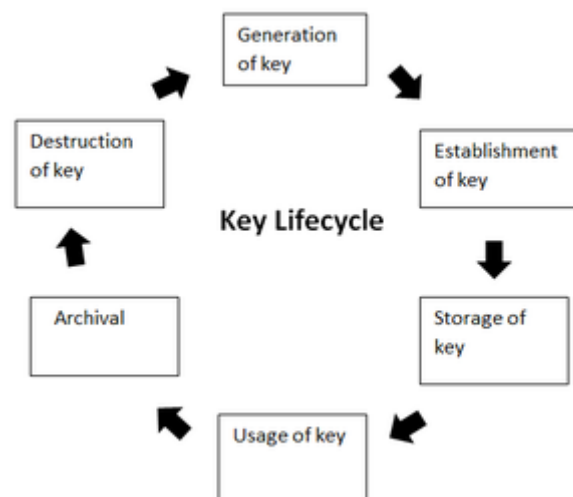 Generation
of key
Establishment
of key
Storage of
key
Usage of key
Archival
Destruction
of key
Key Lifecycle